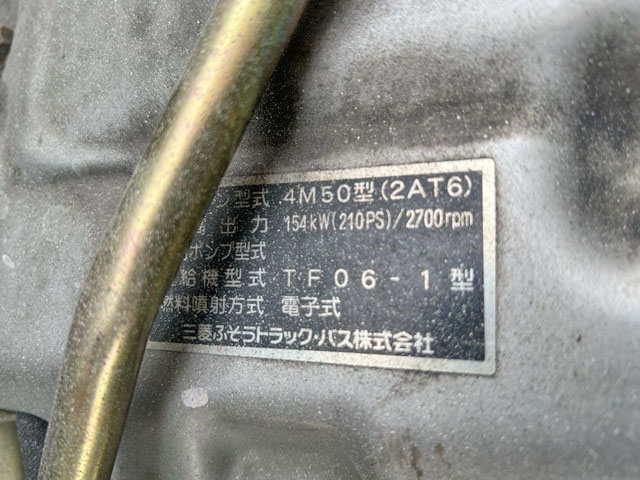 ン型式 4M50型(2AT6)
出力 154kW(210PS)/2700rpm
ポンプ型式
給機型式 TF06-1型
燃料噴射方式 電子式
三菱ふそうトラック・バス株式会社